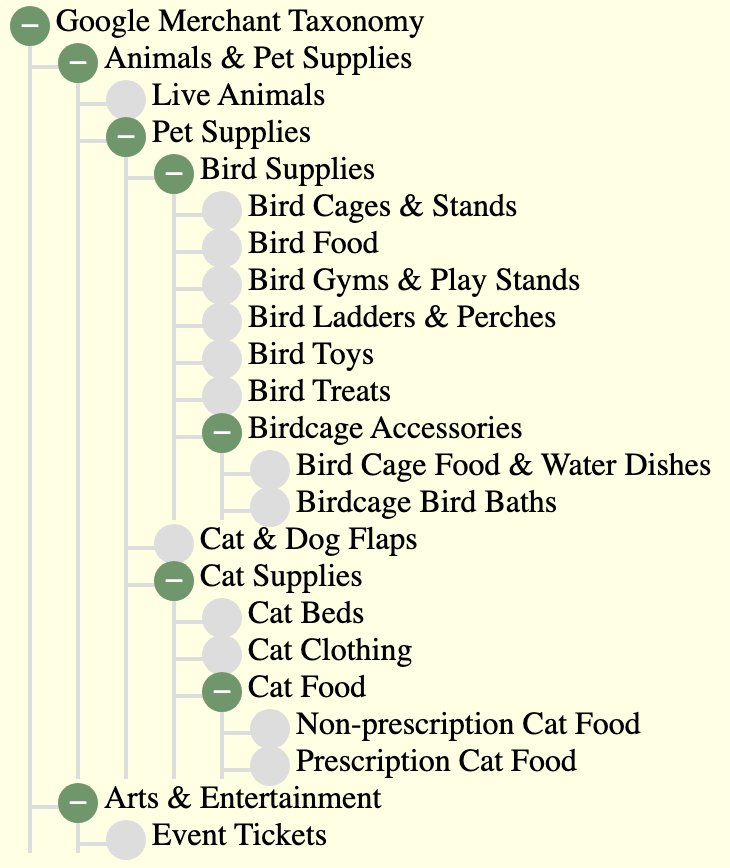 Google Merchant Taxonomy
Animals & Pet Supplies
Live Animals
Pet Supplies
Bird Supplies
Bird Cages & Stands
Bird Food
Bird Gyms & Play Stands
Bird Ladders & Perches
Bird Toys
Bird Treats
Birdcage Accessories
Bird Cage Food & Water Dishes
Birdcage Bird Baths
Cat & Dog Flaps
Cat Supplies
Cat Beds
Cat Clothing
Cat Food
Non-prescription Cat Food
Prescription Cat Food
Arts & Entertainment
Event Tickets